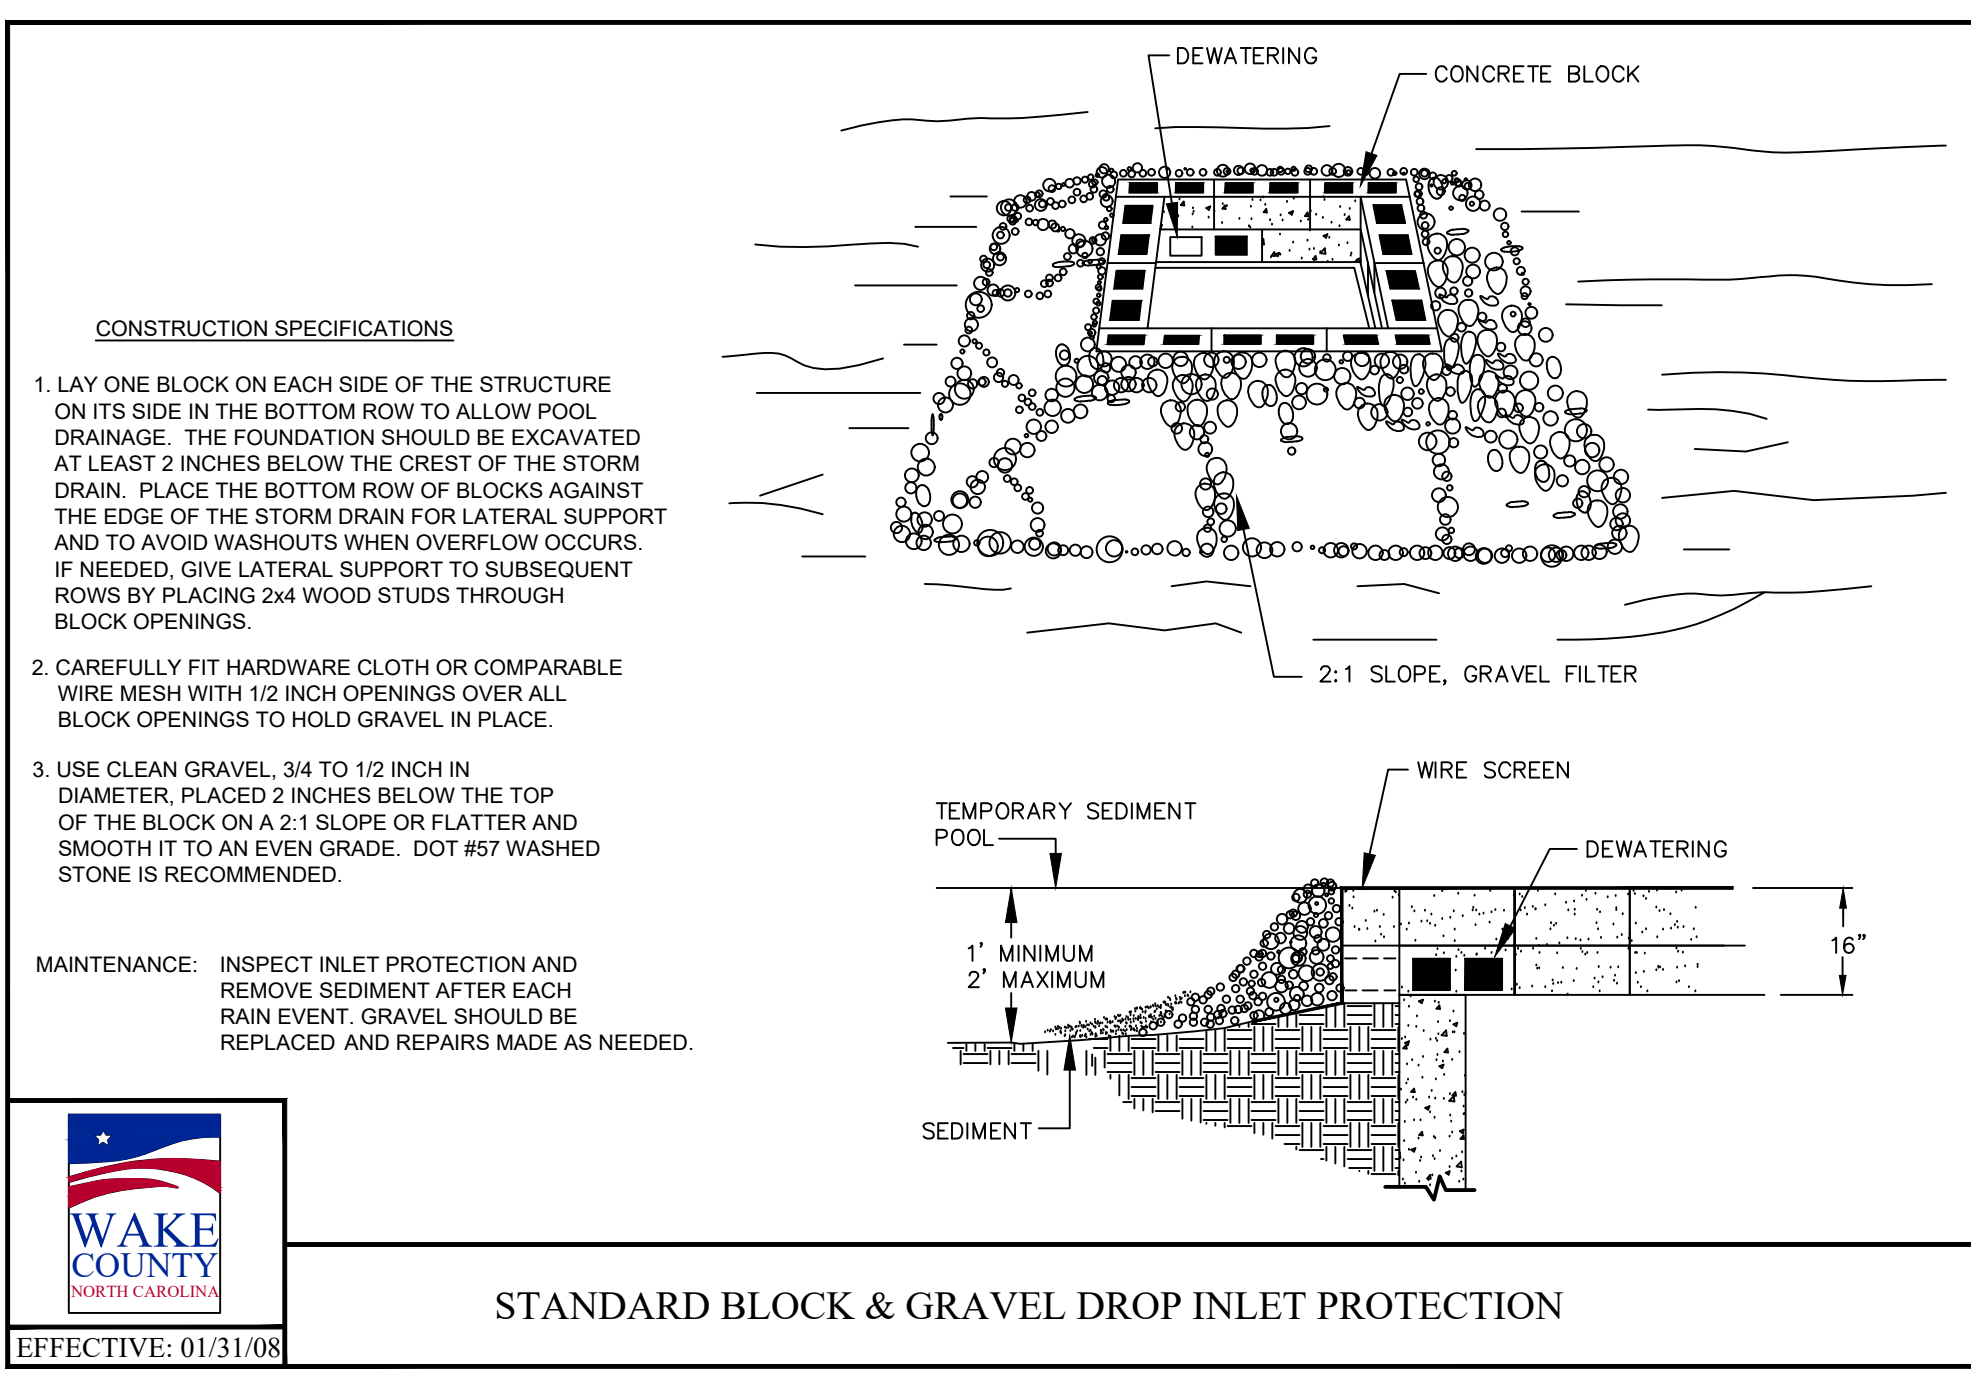 DEWATERING
CONCRETE BLOCK
2:1 SLOPE, GRAVEL FILTER
CONSTRUCTION SPECIFICATIONS
1. LAY ONE BLOCK ON EACH SIDE OF THE STRUCTURE
ON ITS SIDE IN THE BOTTOM ROW TO ALLOW POOL
DRAINAGE. THE FOUNDATION SHOULD BE EXCAVATED
AT LEAST 2 INCHES BELOW THE CREST OF THE STORM
DRAIN. PLACE THE BOTTOM ROW OF BLOCKS AGAINST
THE EDGE OF THE STORM DRAIN FOR LATERAL SUPPORT
AND TO AVOID WASHOUTS WHEN OVERFLOW OCCURS.
IF NEEDED, GIVE LATERAL SUPPORT TO SUBSEQUENT
ROWS BY PLACING 2x4 WOOD STUDS THROUGH
BLOCK OPENINGS.
2. CAREFULLY FIT HARDWARE CLOTH OR COMPARABLE
WIRE MESH WITH 1/2 INCH OPENINGS OVER ALL
BLOCK OPENINGS TO HOLD GRAVEL IN PLACE.
3. USE CLEAN GRAVEL, 3/4 TO 1/2 INCH IN
DIAMETER, PLACED 2 INCHES BELOW THE TOP
OF THE BLOCK ON A 2:1 SLOPE OR FLATTER AND
SMOOTH IT TO AN EVEN GRADE. DOT #57 WASHED
STONE IS RECOMMENDED.
MAINTENANCE: INSPECT INLET PROTECTION AND
REMOVE SEDIMENT AFTER EACH
RAIN EVENT. GRAVEL SHOULD BE
REPLACED AND REPAIRS MADE AS NEEDED.
WIRE SCREEN
TEMPORARY SEDIMENT
POOL
DEWATERING
1' MINIMUM
2' MAXIMUM
16"
SEDIMENT
WAKE
COUNTY
NORTH CAROLINA
EFFECTIVE: 01/31/08
STANDARD BLOCK & GRAVEL DROP INLET PROTECTION